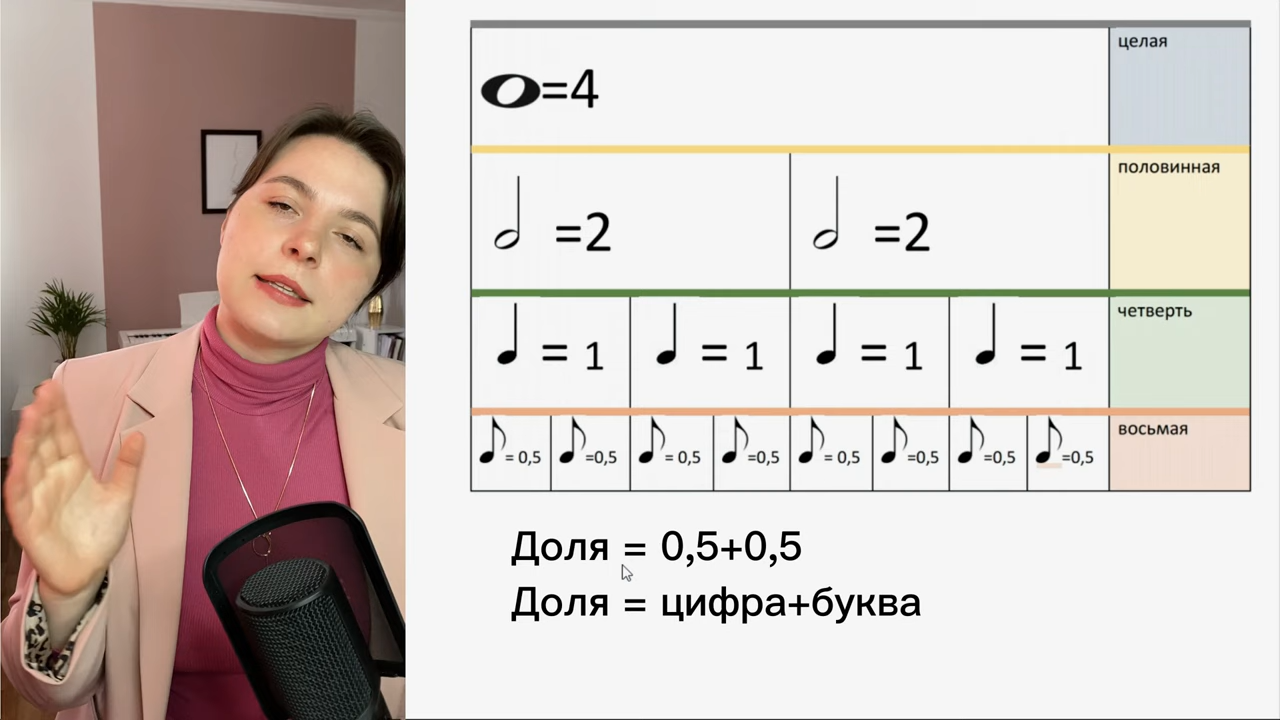 =4
целая
=2
=2
половинная
= 1
= 1
= 1
= 1
четверть
= 0,5
=0,5
= 0,5
=0,5
= 0,5
=0,5
=0,5
=0,5
восьмая
Доля = 0,5+0,5
Доля = цифра+буква